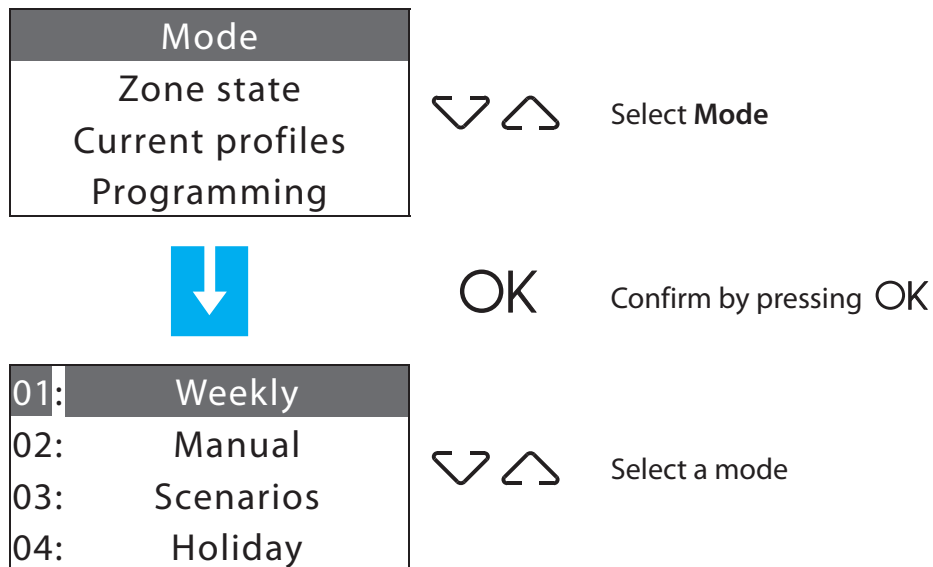 Mode
Zone state
Current profiles
Programming
Select Mode
OK
Confirm by pressing OK
01: Weekly
02: Manual
03: Scenarios
04: Holiday
Select a mode